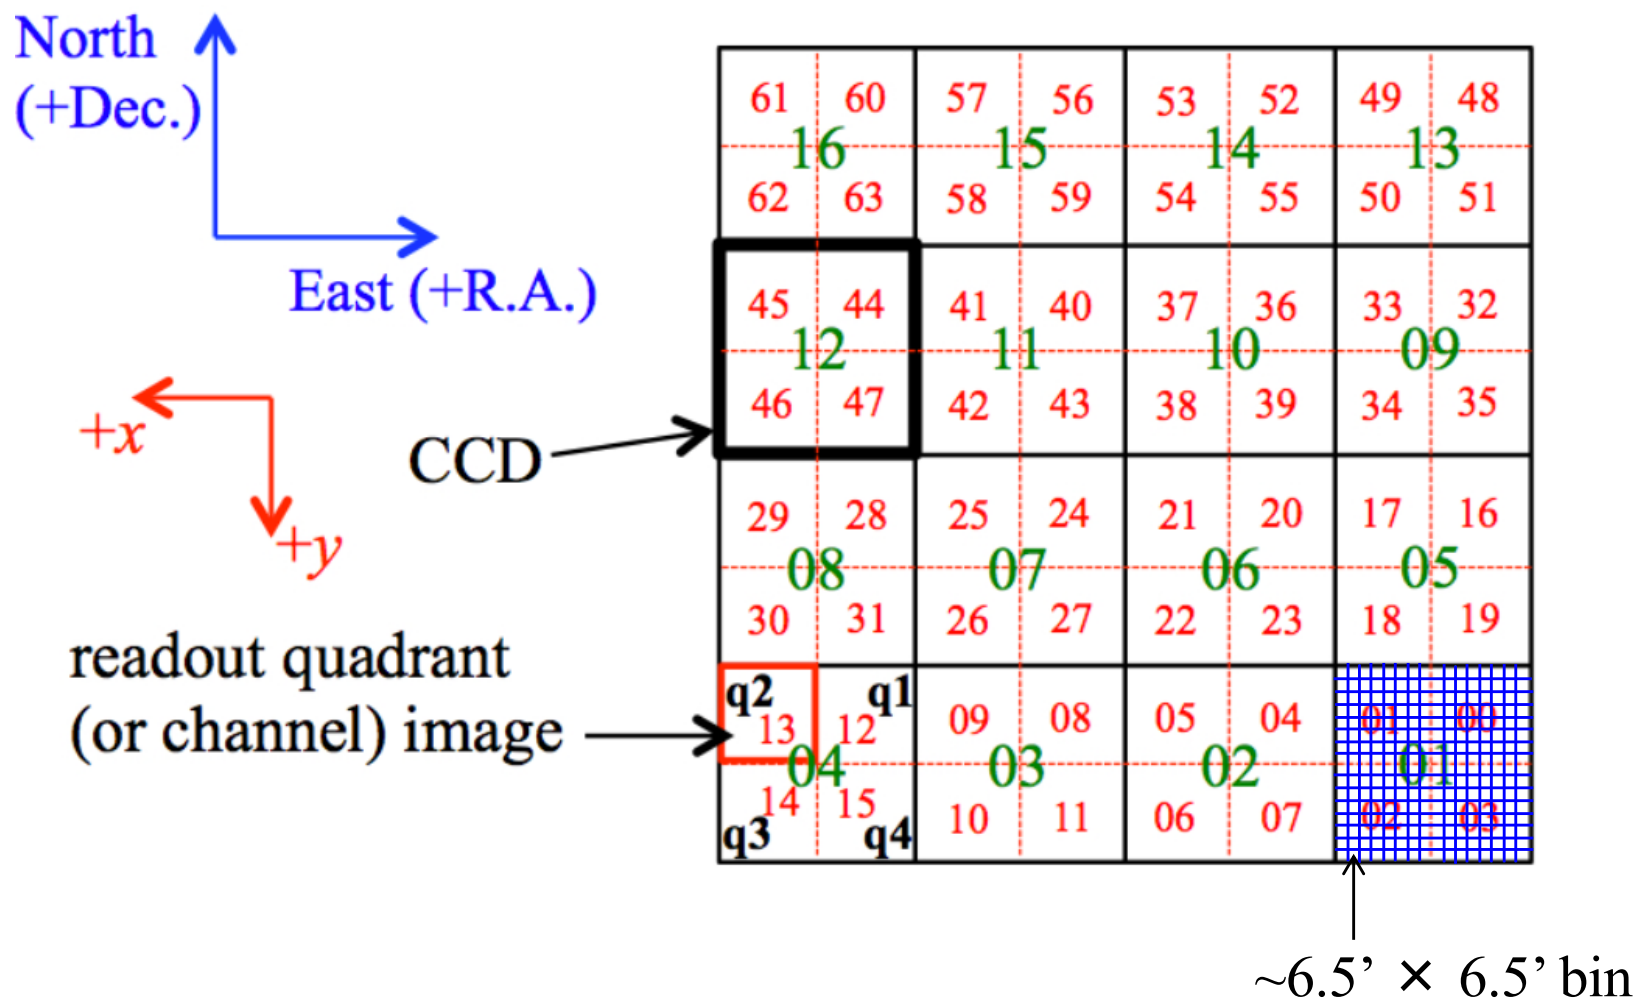 North
(+Dec.)
East (+R.A.)
+x
+y
CCD
readout quadrant
(or channel) image
61 60 57 56 53 52 49 48
16 15 14 13
62 63 58 59 54 55 50 51
45 44 41 40 37 36 33 32
12 11 10 09
46 47 42 43 38 39 34 35
29 28 25 24 21 20 17 16
08 07 06 05
30 31 26 27 22 23 18 19
q2 q1
13 12 09 08 05 04 01 00
04 03 02 01
14 15 10 11 06 07 02 03
q3 q4
~6.5’ × 6.5’ bin